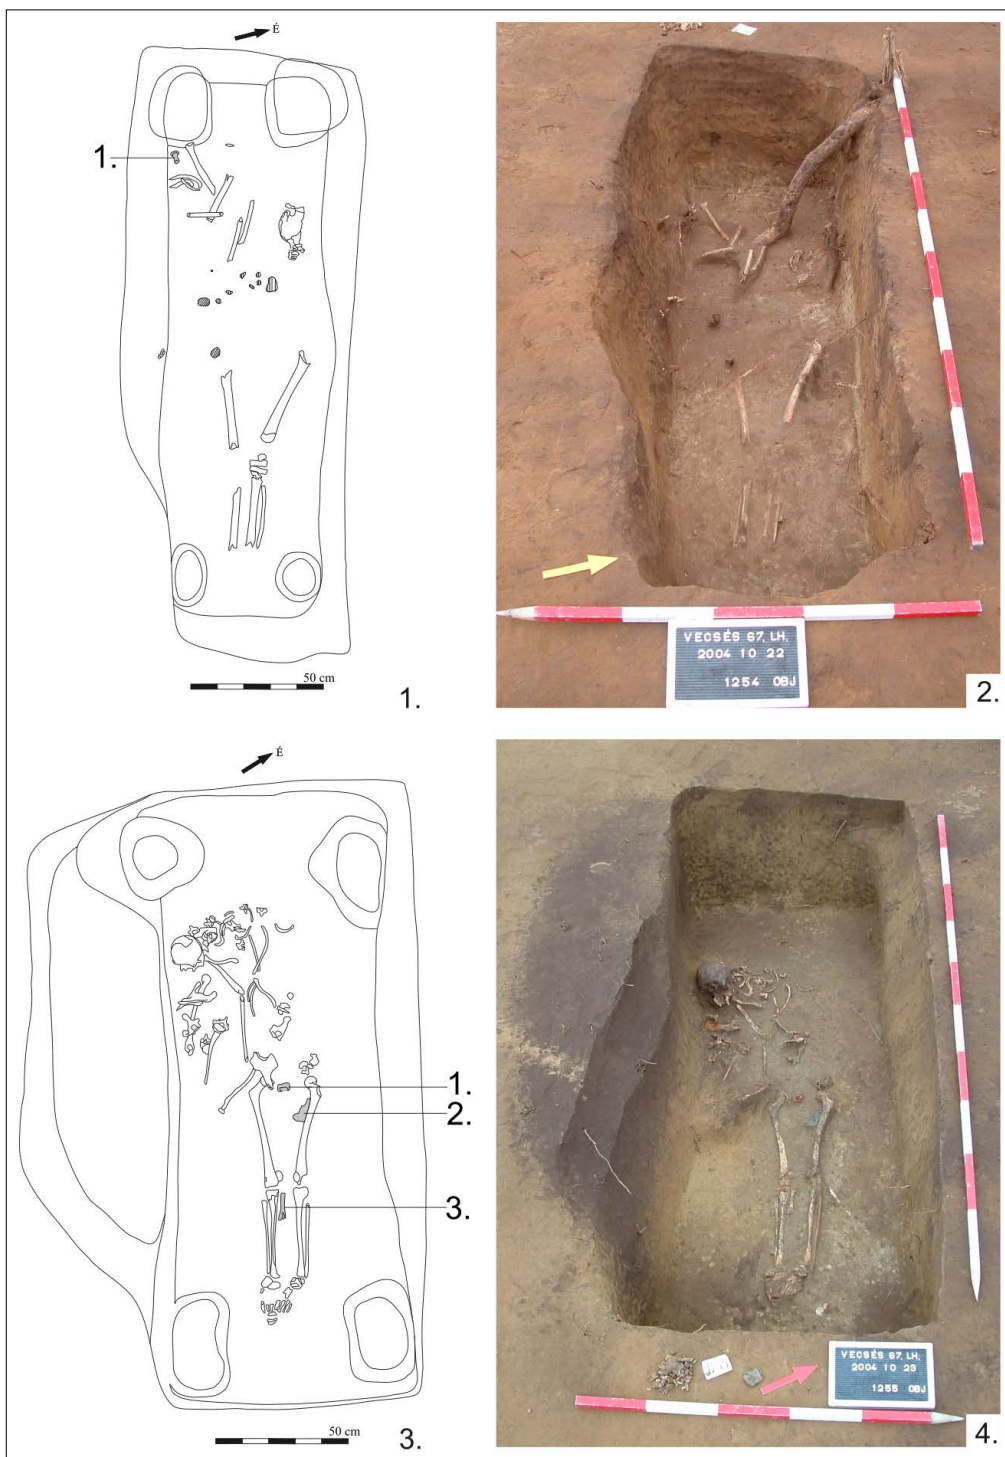 É
1.
50 cm
1.
VECSÉS 67. LH.
2004 10 22
1254 OBJ
2.
É
1.
2.
3.
50 cm
3.
VECSÉS 67. LH.
2004 10 23
1255 OBJ
4.